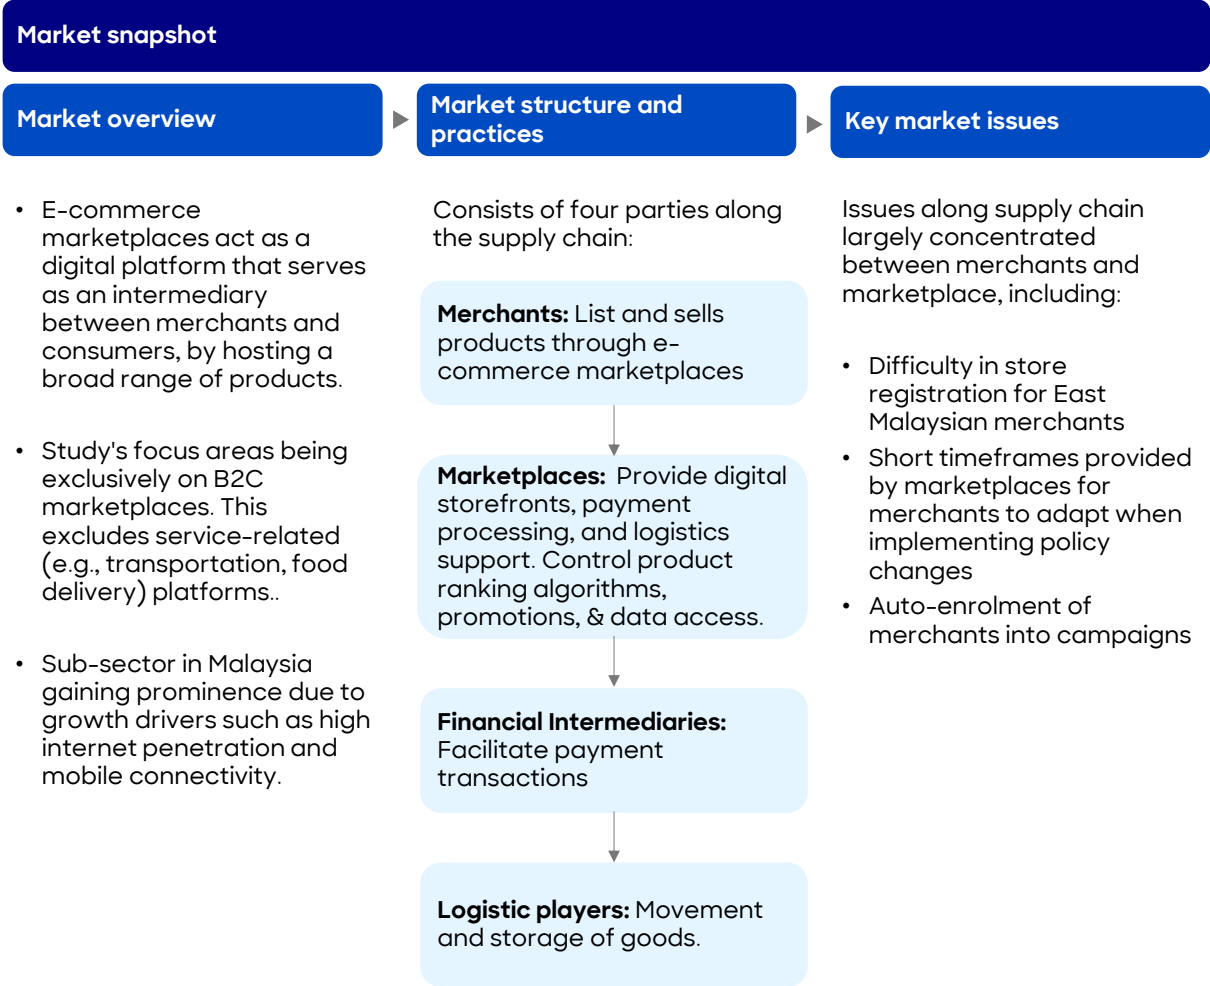 Market snapshot
Market overview
Market structure and
practices
Key market issues
• E-commerce
marketplaces act as a
digital platform that serves
as an intermediary
between merchants and
consumers, by hosting a
broad range of products.
• Study's focus areas being
exclusively on B2C
marketplaces. This
excludes service-related
(e.g., transportation, food
delivery) platforms..
• Sub-sector in Malaysia
gaining prominence due to
growth drivers such as high
internet penetration and
mobile connectivity.
Consists of four parties along
the supply chain:
Merchants: List and sells
products through e-
commerce marketplaces
Marketplaces: Provide digital
storefronts, payment
processing, and logistics
support. Control product
ranking algorithms,
promotions, & data access.
Financial Intermediaries:
Facilitate payment
transactions
Logistic players: Movement
and storage of goods.
Issues along supply chain
largely concentrated
between merchants and
marketplace, including:
• Difficulty in store
registration for East
Malaysian merchants
• Short timeframes provided
by marketplaces for
merchants to adapt when
implementing policy
changes
• Auto-enrolment of
merchants into campaigns